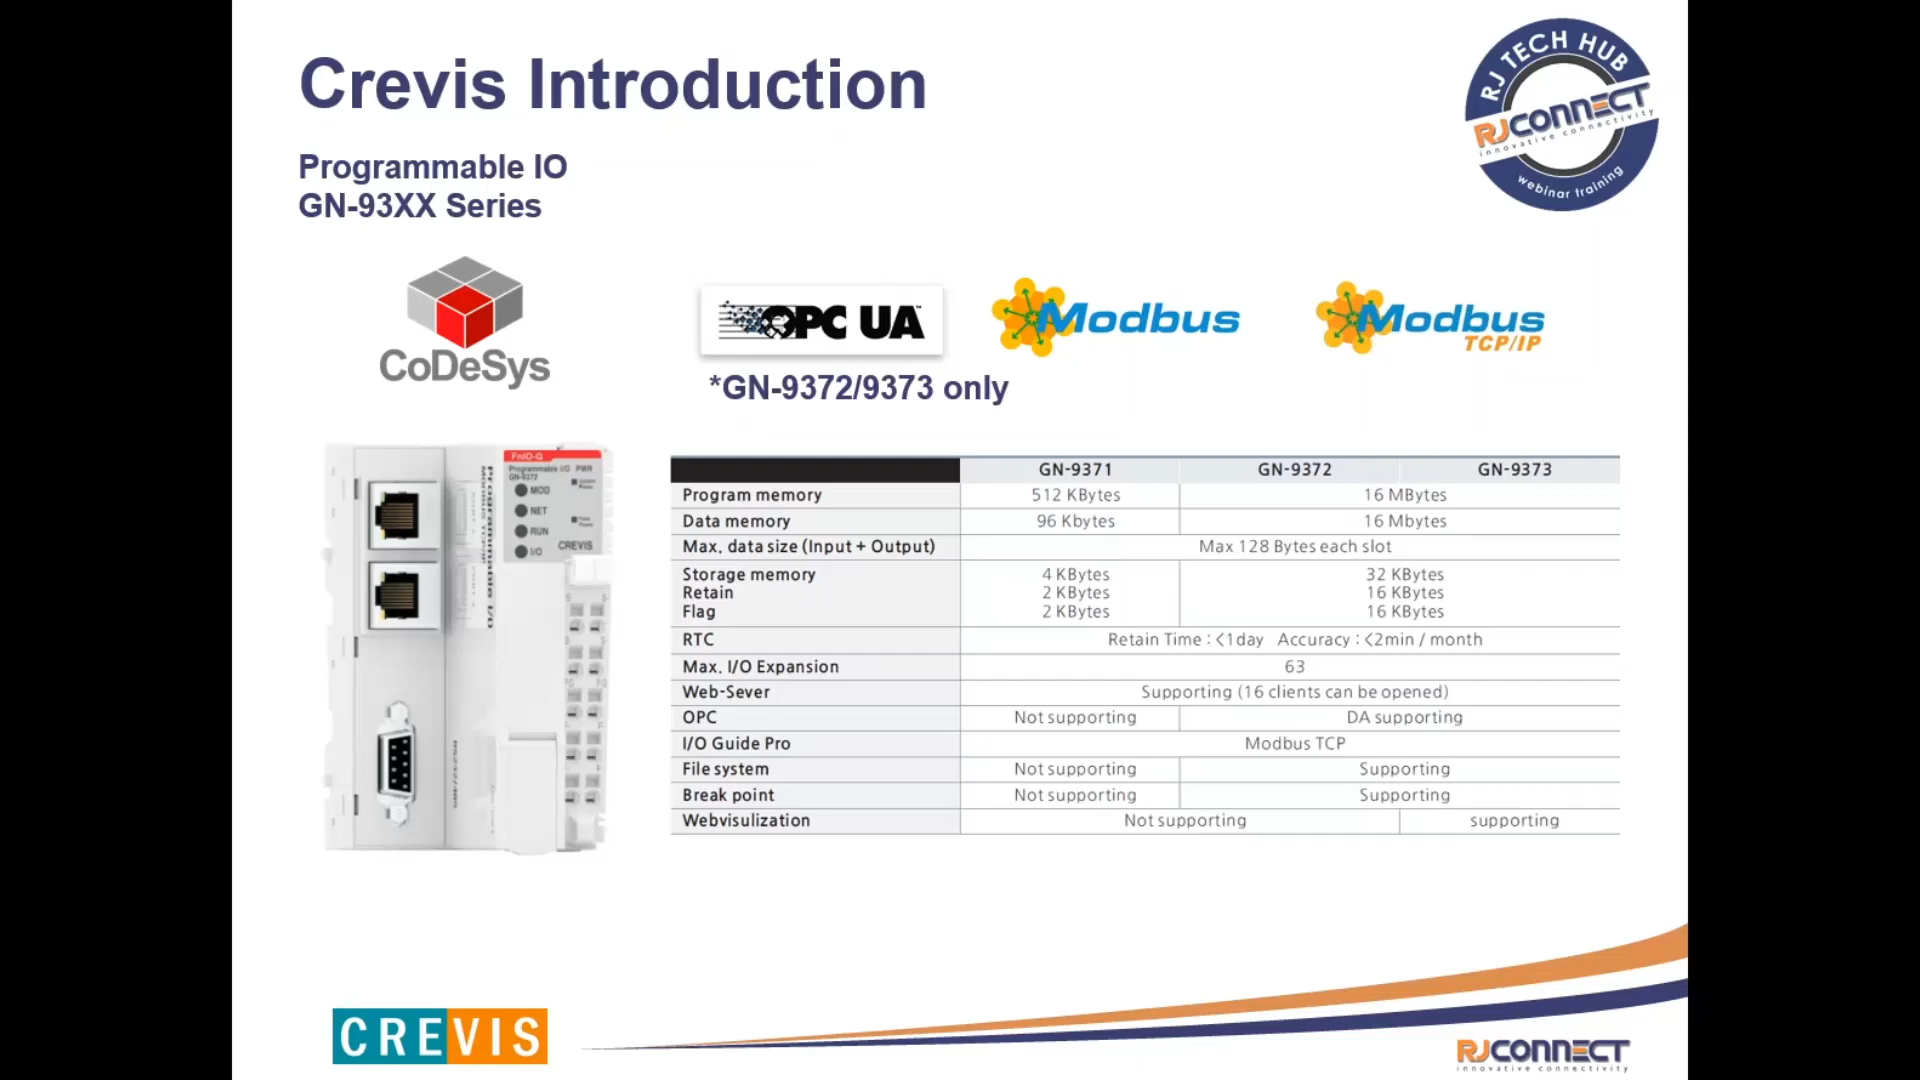 Crevis Introduction
RJ TECH HUB
RJCONNECT
innovative connectivity
webinar training
Programmable IO
GN-93XX Series
CoDeSys
OPC UA
Modbus
Modbus
TCP/IP
*GN-9372/9373 only
FnIO-G
Programmable I/O PWR
GN-9372
MOD
NET
RUN
I/O
CREVIS
Programmable I/O
GN-9371 GN-9372 GN-9373
Program memory 512 KBytes 16 MBytes
Data memory 96 Kbytes 16 Mbytes
Max. data size (Input + Output) Max 128 Bytes each slot
Storage memory 4 KBytes 32 KBytes
Retain 2 KBytes 16 KBytes
Flag 2 KBytes 16 KBytes
RTC Retain Time : <1day Accuracy : <2min / month
Max. I/O Expansion 63
Web-Sever Supporting (16 clients can be opened)
OPC Not supporting DA supporting
I/O Guide Pro Modbus TCP
File system Not supporting Supporting
Break point Not supporting Supporting
Webvisulization Not supporting supporting
CREVIS
RJCONNECT
innovative connectivity